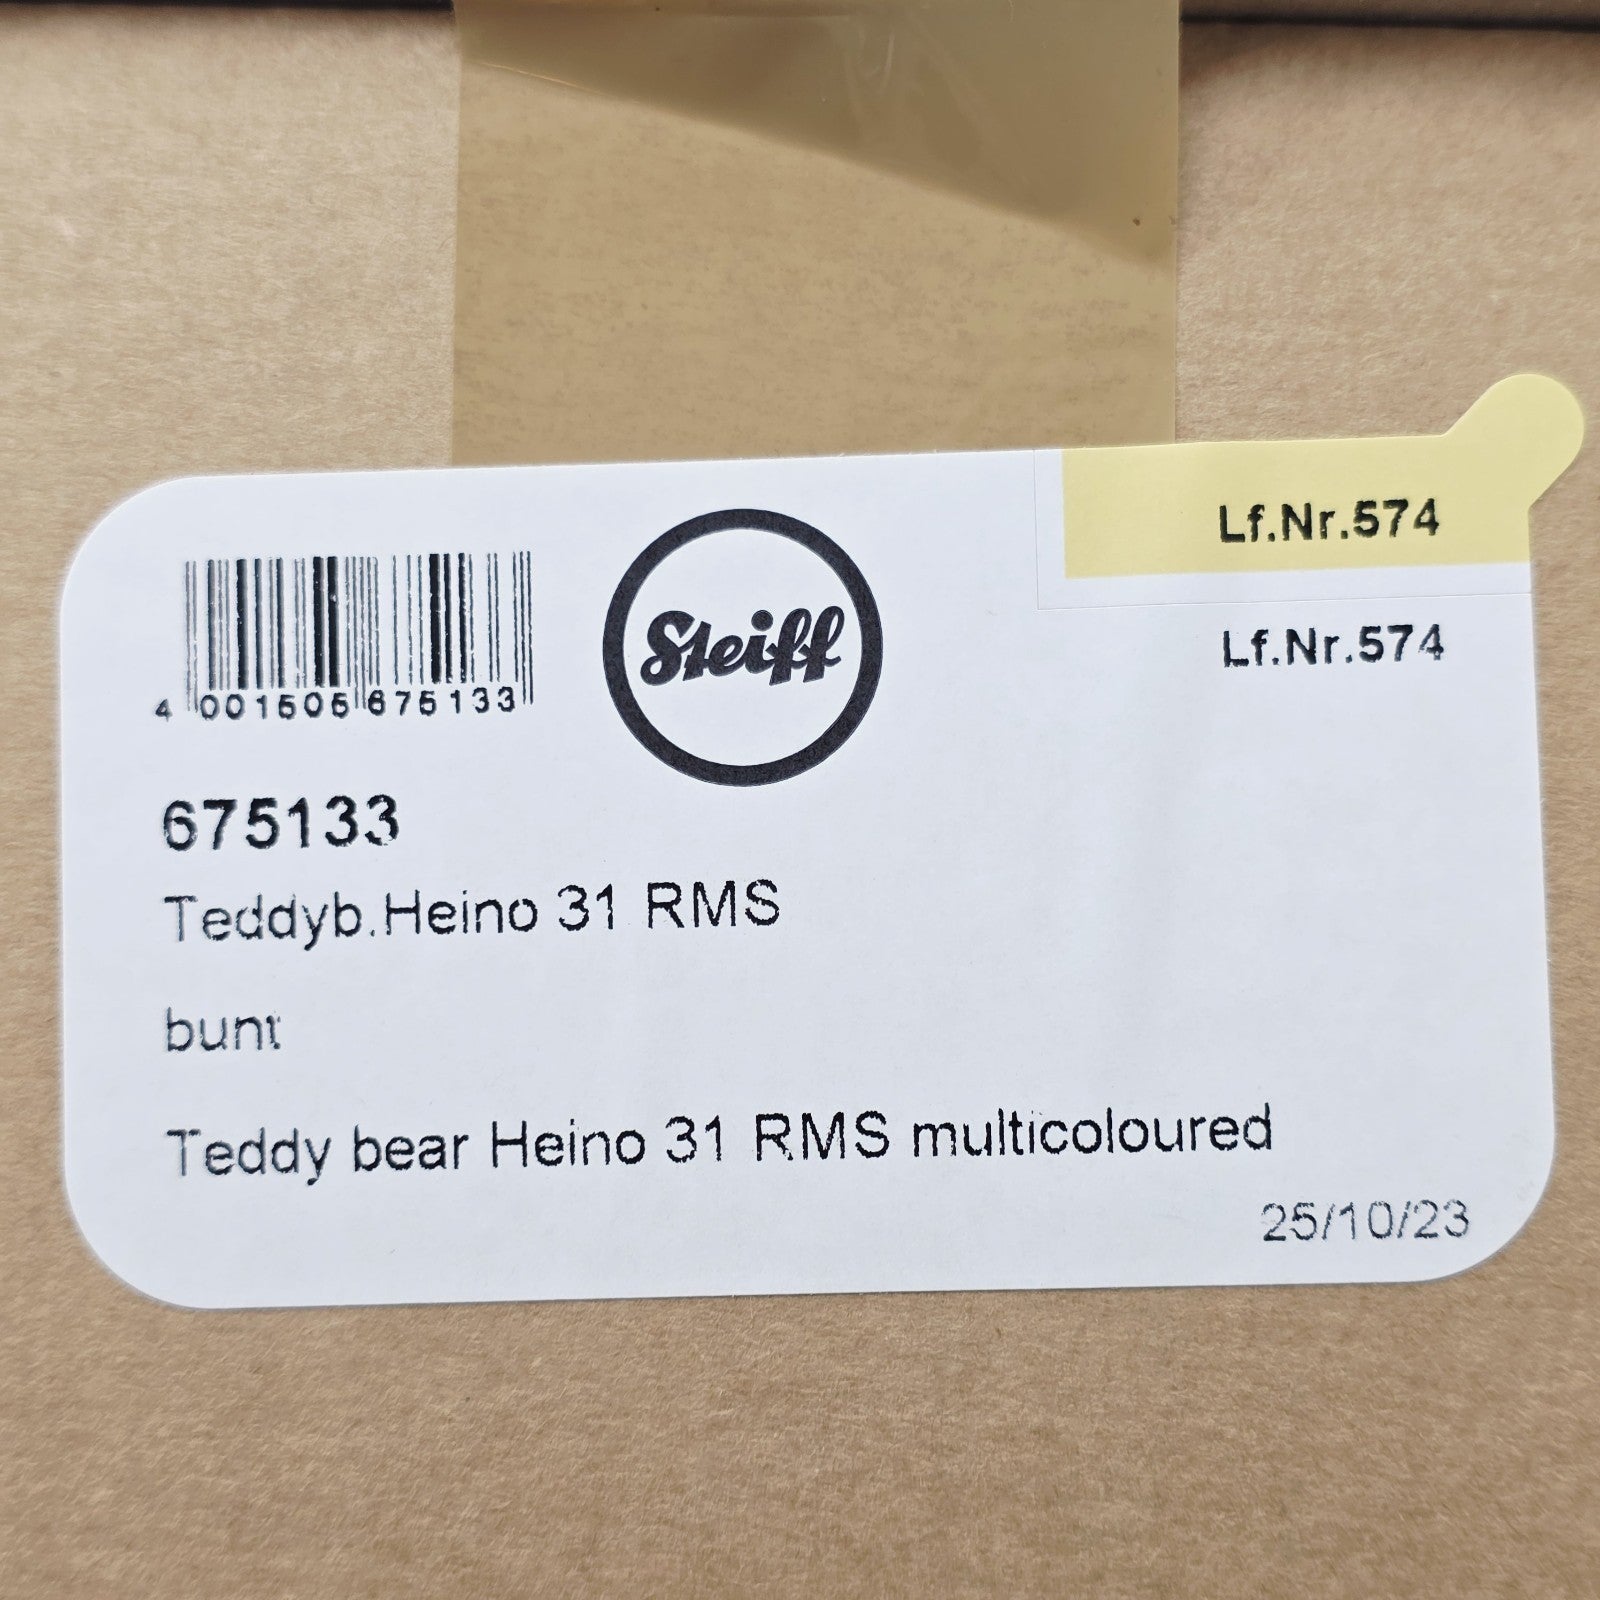 Lf.Nr.574
Steiff
Lf.Nr.574
4 001505 675133
675133
Teddyb.Heino 31 RMS
bunt
Teddy bear Heino 31 RMS multicoloured
25/10/23